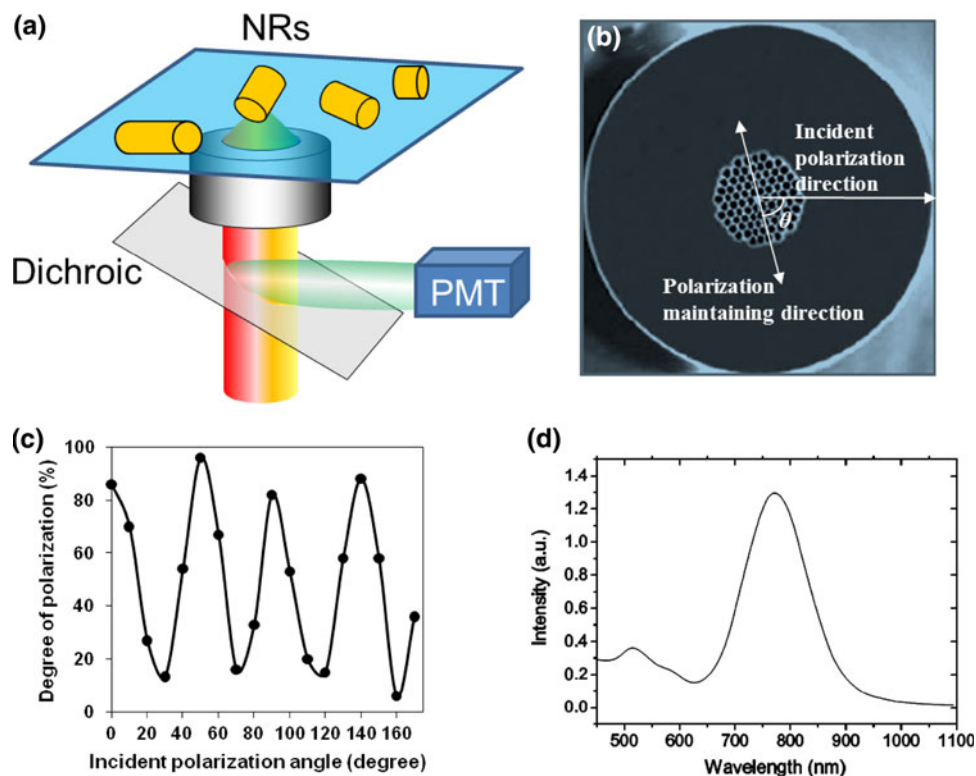 (a)
NRs
Dichroic
PMT
(b)
Incident
polarization
direction
θ
Polarization
maintaining direction
(c)
Degree of polarization (%)
100
80
60
40
20
0
0 20 40 60 80 100 120 140 160
Incident polarization angle (degree)
(d)
Intensity (a.u.)
1.4
1.2
1.0
0.8
0.6
0.4
0.2
0.0
500 600 700 800 900 1000 1100
Wavelength (nm)